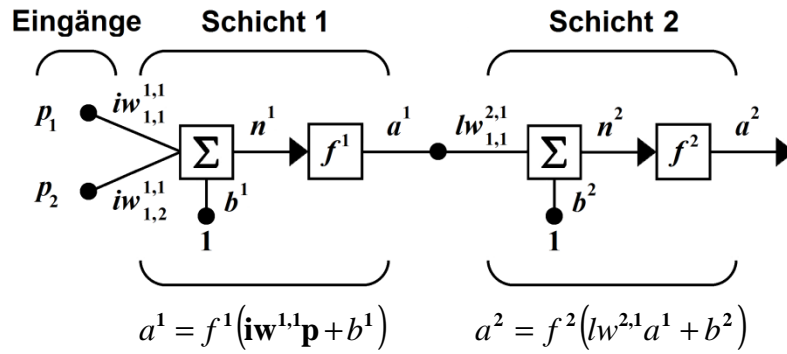 Eingänge Schicht 1 Schicht 2
p₁ iw¹,¹₁,₁ Σ n¹ f¹ a¹ lw²,¹₁,₁ Σ n² f² a²
p₂ iw¹,¹₁,₂ b¹ b²
1 1
a¹ = f¹(iw¹,¹p + b¹) a² = f²(lw²,¹a¹ + b²)